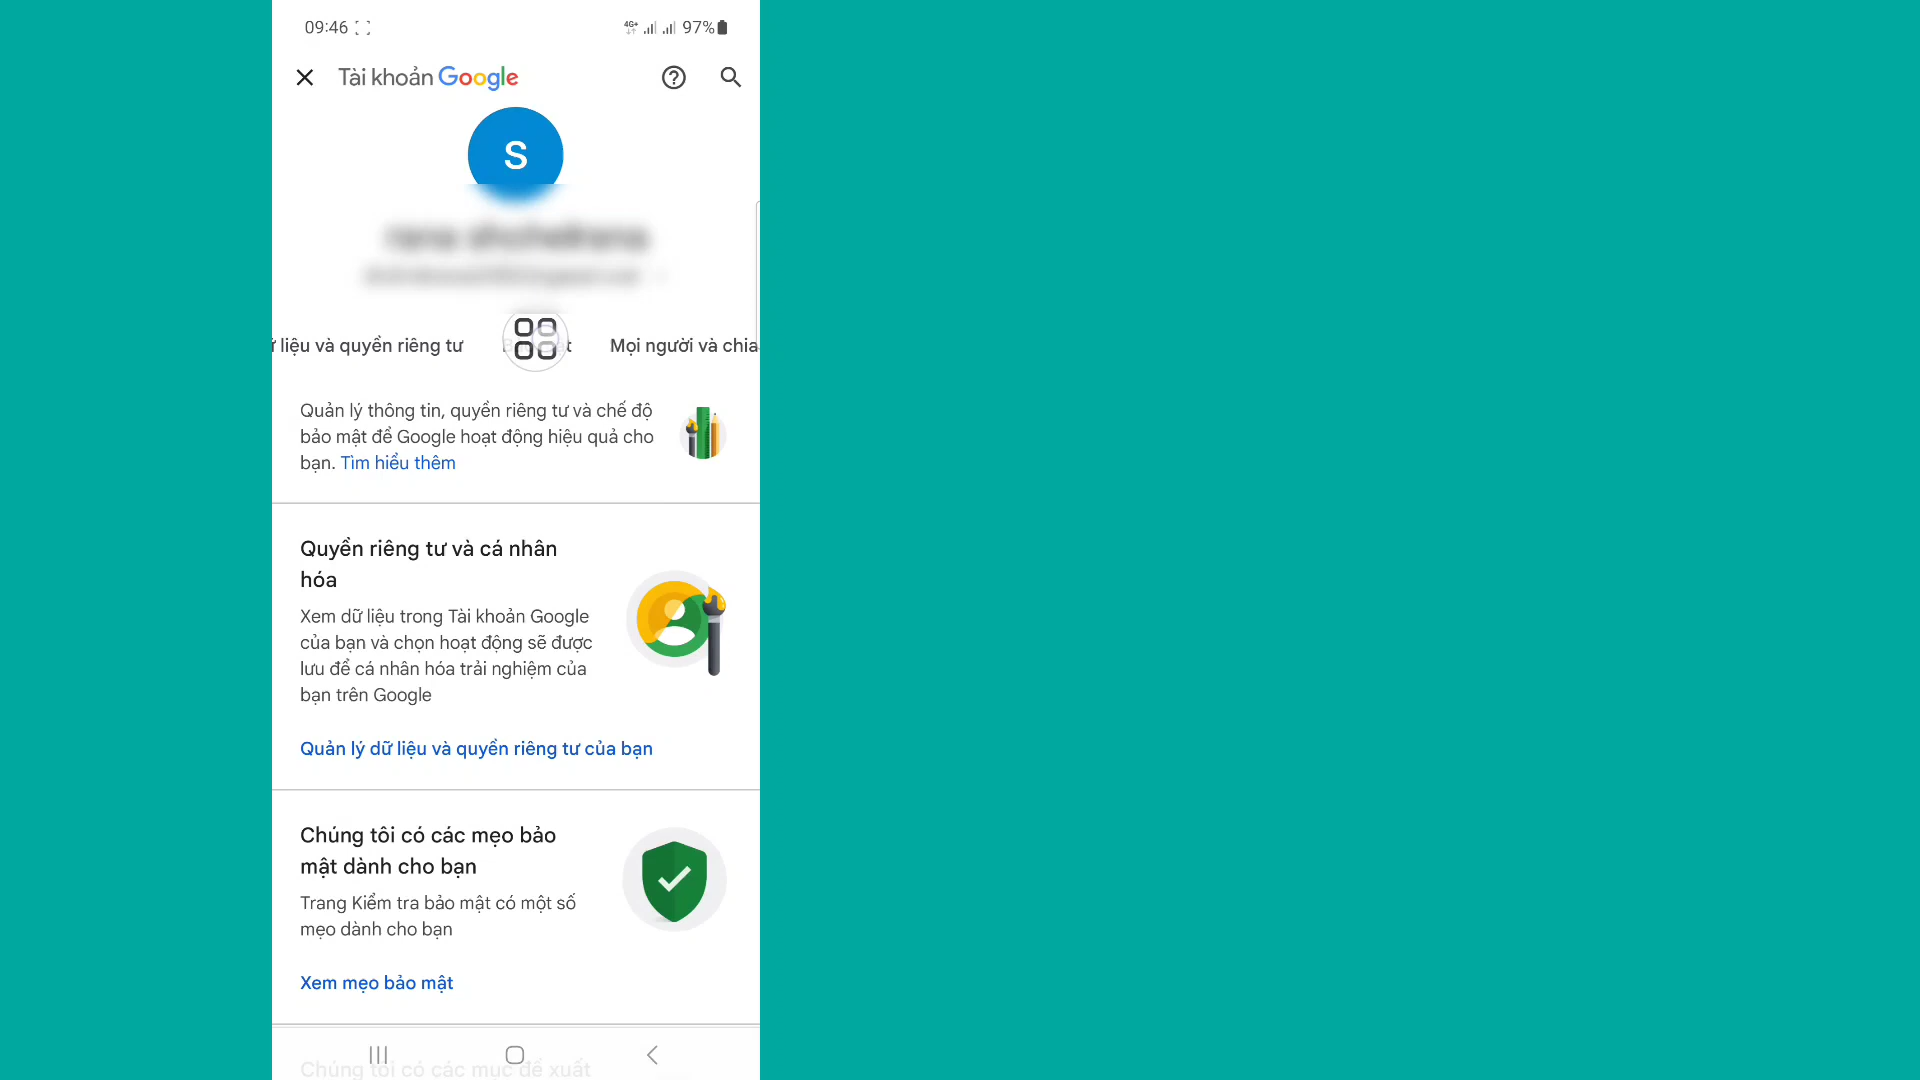 09:46 4G+ 97%
Tài khoản Google
S
liệu và quyền riêng tư Mọi người và chia
Quản lý thông tin, quyền riêng tư và chế độ
bảo mật để Google hoạt động hiệu quả cho
bạn. Tìm hiểu thêm
Quyền riêng tư và cá nhân
hóa
Xem dữ liệu trong Tài khoản Google
của bạn và chọn hoạt động sẽ được
lưu để cá nhân hóa trải nghiệm của
bạn trên Google
Quản lý dữ liệu và quyền riêng tư của bạn
Chúng tôi có các mẹo bảo
mật dành cho bạn
Trang Kiểm tra bảo mật có một số
mẹo dành cho bạn
Xem mẹo bảo mật
Chúng tôi có các mục đề xuất